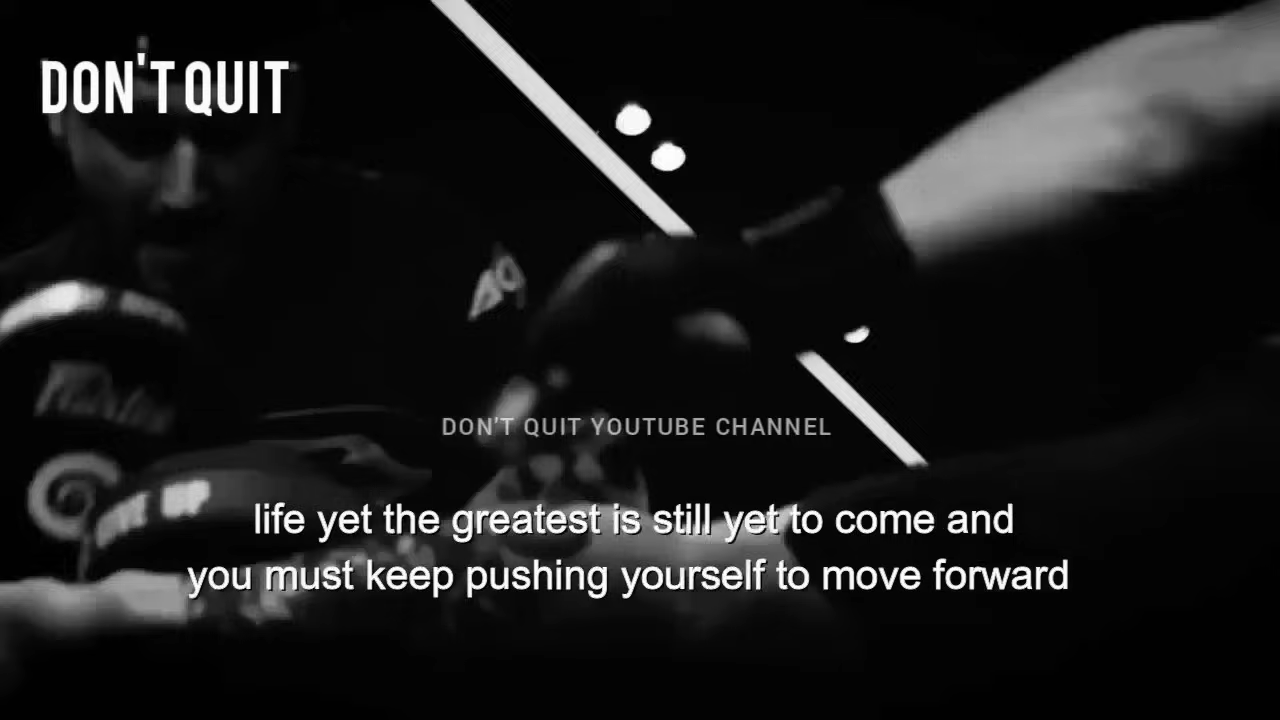 DON'T QUIT
DON'T QUIT YOUTUBE CHANNEL
life yet the greatest is still yet to come and
you must keep pushing yourself to move forward